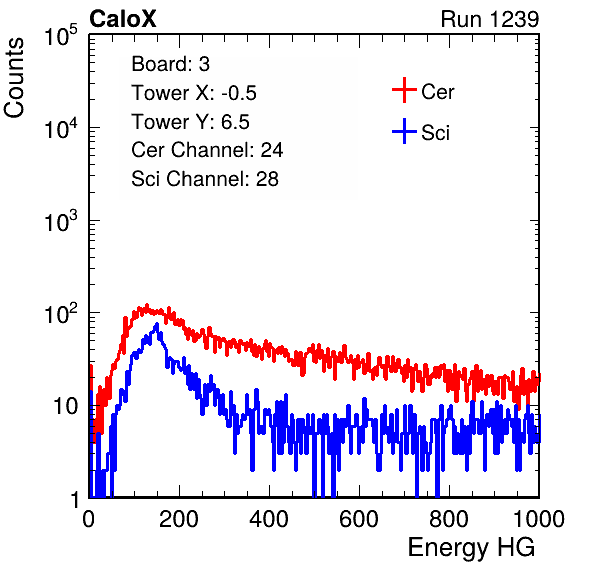 CaloX Run 1239
Counts
10^5
10^4
10^3
10^2
10
1
Board: 3
Tower X: -0.5
Tower Y: 6.5
Cer Channel: 24
Sci Channel: 28
Cer
Sci
0 200 400 600 800 1000
Energy HG